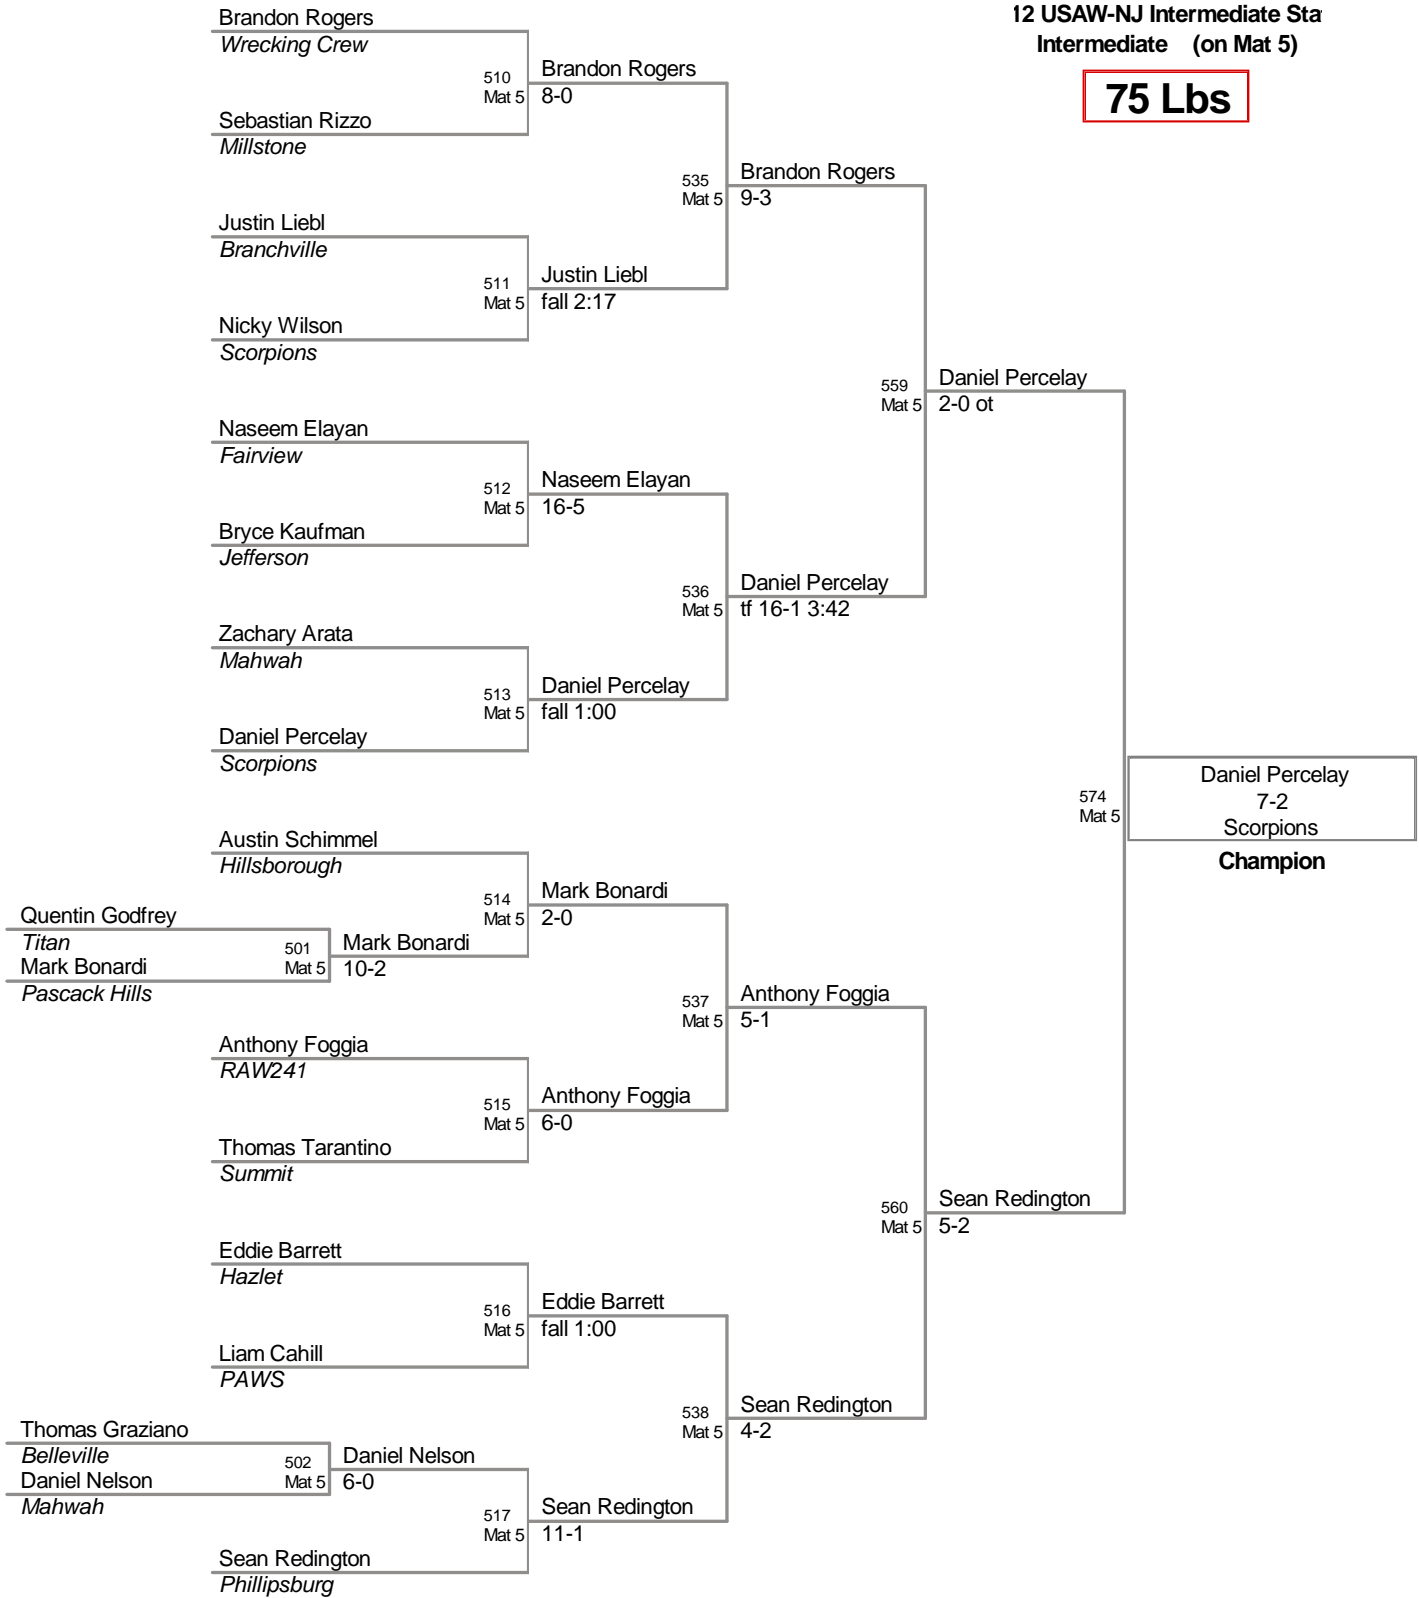 12 USAW-NJ Intermediate Sta
Intermediate (on Mat 5)
75 Lbs
Brandon Rogers
Wrecking Crew
510
Mat 5
Brandon Rogers
8-0
Sebastian Rizzo
Millstone
535
Mat 5
Brandon Rogers
9-3
Justin Liebl
Branchville
511
Mat 5
Justin Liebl
fall 2:17
Nicky Wilson
Scorpions
559
Mat 5
Daniel Percelay
2-0 ot
Naseem Elayan
Fairview
512
Mat 5
Naseem Elayan
16-5
Bryce Kaufman
Jefferson
536
Mat 5
Daniel Percelay
tf 16-1 3:42
Zachary Arata
Mahwah
513
Mat 5
Daniel Percelay
fall 1:00
Daniel Percelay
Scorpions
574
Mat 5
Daniel Percelay
7-2
Scorpions
Champion
Austin Schimmel
Hillsborough
514
Mat 5
Mark Bonardi
2-0
Quentin Godfrey
Titan
501
Mat 5
Mark Bonardi
10-2
Mark Bonardi
Pascack Hills
537
Mat 5
Anthony Foggia
5-1
Anthony Foggia
RAW241
515
Mat 5
Anthony Foggia
6-0
Thomas Tarantino
Summit
560
Mat 5
Sean Redington
5-2
Eddie Barrett
Hazlet
516
Mat 5
Eddie Barrett
fall 1:00
Liam Cahill
PAWS
538
Mat 5
Sean Redington
4-2
Thomas Graziano
Belleville
502
Mat 5
Daniel Nelson
6-0
Daniel Nelson
Mahwah
517
Mat 5
Sean Redington
11-1
Sean Redington
Phillipsburg